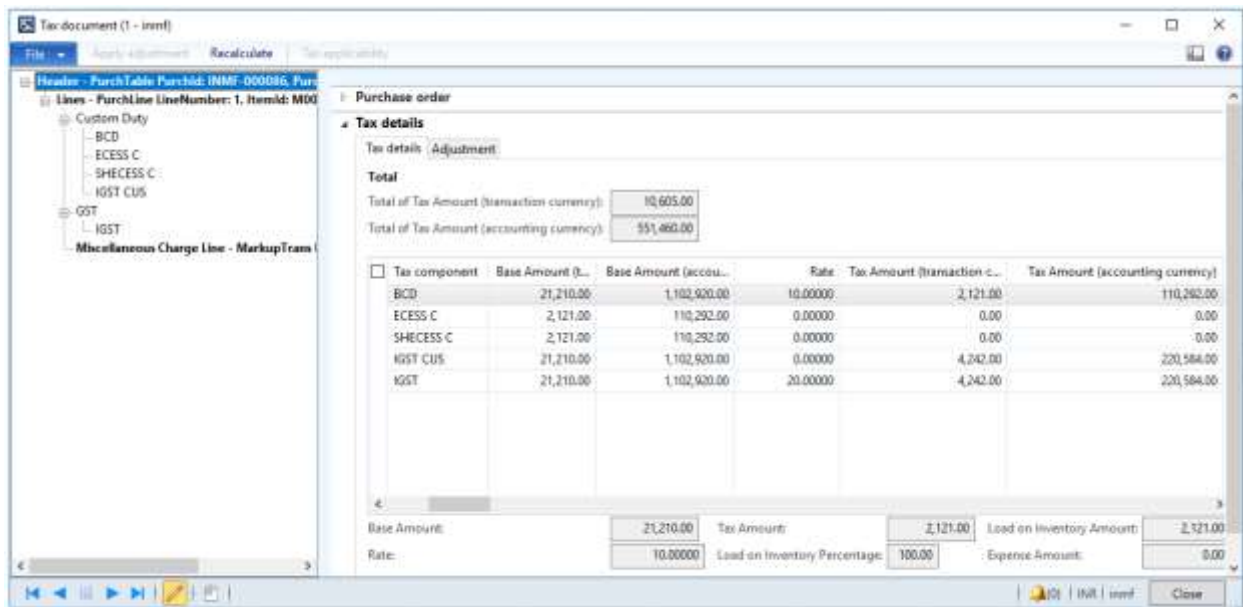 Tax document (1 - inmf)
File Apply adjustment Recalculate Tax applicability
Header - PurchTable PurchId: INMF-000086, Purc
Lines - PurchLine LineNumber: 1, ItemId: M00
Custom Duty
BCD
ECESS C
SHECESS C
IGST CUS
GST
IGST
Miscellaneous Charge Line - MarkupTrans
Purchase order
Tax details
Tax details Adjustment
Total
Total of Tax Amount (transaction currency): 10,605.00
Total of Tax Amount (accounting currency): 551,460.00
Tax component Base Amount (t... Base Amount (accou... Rate Tax Amount (transaction c... Tax Amount (accounting currency)
BCD 21,210.00 1,102,920.00 10.00000 2,121.00 110,292.00
ECESS C 2,121.00 110,292.00 0.00000 0.00 0.00
SHECESS C 2,121.00 110,292.00 0.00000 0.00 0.00
IGST CUS 21,210.00 1,102,920.00 0.00000 4,242.00 220,584.00
IGST 21,210.00 1,102,920.00 20.00000 4,242.00 220,584.00
Base Amount: 21,210.00 Tax Amount: 2,121.00 Load on Inventory Amount: 2,121.00
Rate: 10.00000 Load on Inventory Percentage: 100.00 Expense Amount: 0.00
(0) INR inmf Close